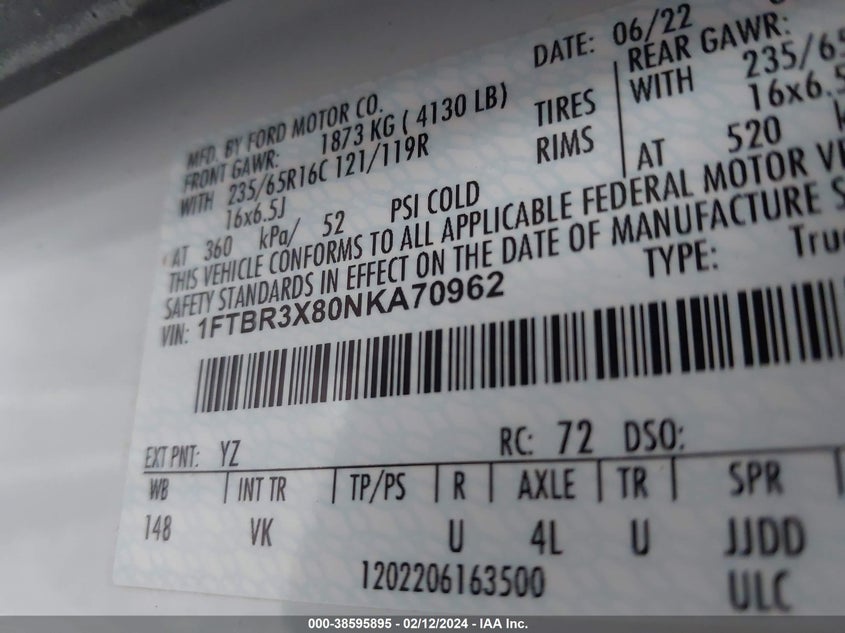 DATE: 06/22
MFD. BY FORD MOTOR CO.
FRONT GAWR: 1873 KG ( 4130 LB)
REAR GAWR:
WITH 235/65R16C 121/119R TIRES
WITH 235/65
16x6.5J RIMS
16x6.5
AT 360 kPa/ 52 PSI COLD
AT 520
THIS VEHICLE CONFORMS TO ALL APPLICABLE FEDERAL MOTOR
SAFETY STANDARDS IN EFFECT ON THE DATE OF MANUFACTURE
VIN: 1FTBR3X80NKA70962
TYPE:
EXT PNT: YZ RC: 72 DSO:
WB INT TR TP/PS R AXLE TR SPR
148 VK U 4L U JJDD
1202206163500 ULC
000-38595895 - 02/12/2024 - IAA Inc.